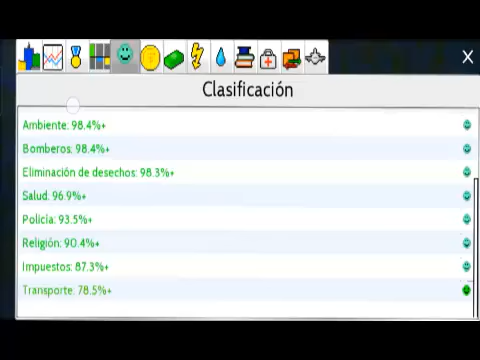 Clasificación
Ambiente: 98.4%+
Bomberos: 98.4%+
Eliminación de desechos: 98.3%+
Salud: 96.9%+
Policía: 93.5%+
Religión: 90.4%+
Impuestos: 87.3%+
Transporte: 78.5%+